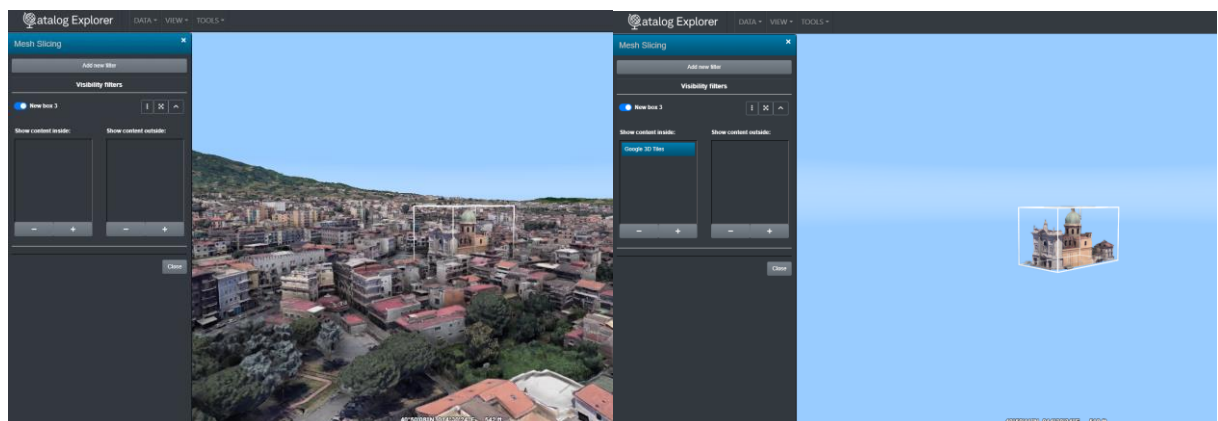 Catalog Explorer DATA VIEW TOOLS
Mesh Slicing ×
Add new filter
Visibility filters
New box 3
Show content inside: Show content outside:
− + − +
Close
Catalog Explorer DATA VIEW TOOLS
Mesh Slicing ×
Add new filter
Visibility filters
New box 3
Show content inside: Show content outside:
Google 3D Tiles
− + − +
Close